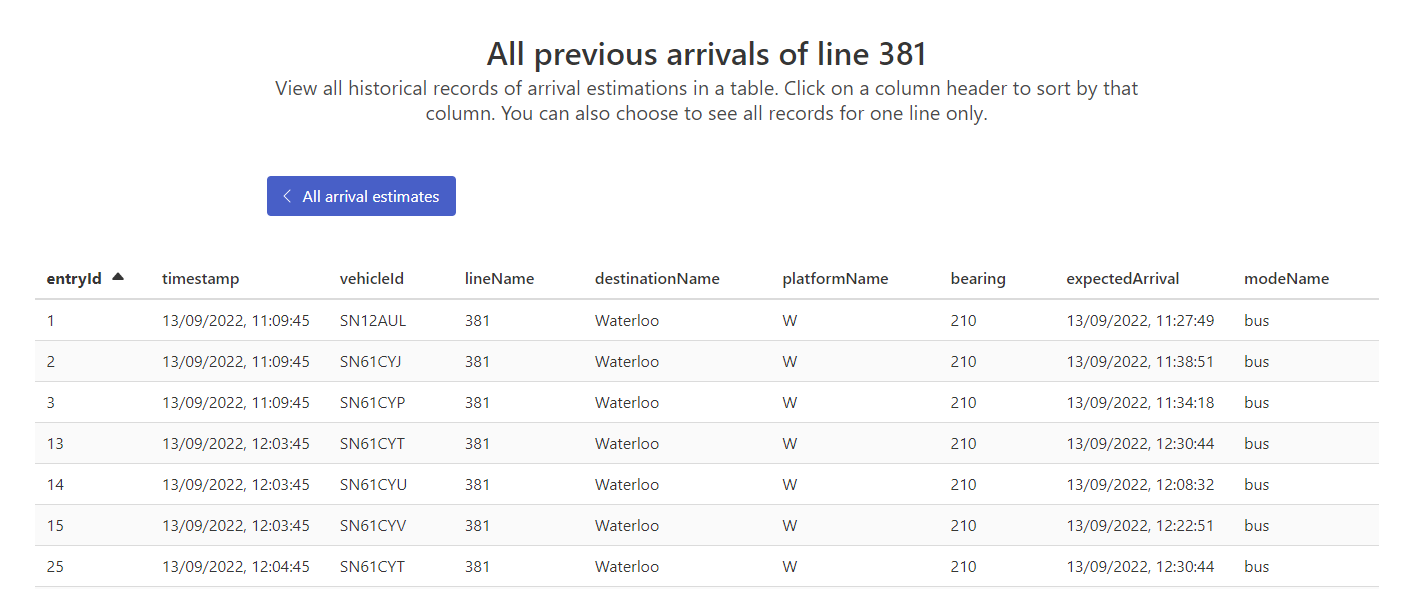 All previous arrivals of line 381
View all historical records of arrival estimations in a table. Click on a column header to sort by that
column. You can also choose to see all records for one line only.
All arrival estimates
entryId timestamp vehicleId lineName destinationName platformName bearing expectedArrival modeName
1 13/09/2022, 11:09:45 SN12AUL 381 Waterloo W 210 13/09/2022, 11:27:49 bus
2 13/09/2022, 11:09:45 SN61CYJ 381 Waterloo W 210 13/09/2022, 11:38:51 bus
3 13/09/2022, 11:09:45 SN61CYP 381 Waterloo W 210 13/09/2022, 11:34:18 bus
13 13/09/2022, 12:03:45 SN61CYT 381 Waterloo W 210 13/09/2022, 12:30:44 bus
14 13/09/2022, 12:03:45 SN61CYU 381 Waterloo W 210 13/09/2022, 12:08:32 bus
15 13/09/2022, 12:03:45 SN61CYV 381 Waterloo W 210 13/09/2022, 12:22:51 bus
25 13/09/2022, 12:04:45 SN61CYT 381 Waterloo W 210 13/09/2022, 12:30:44 bus